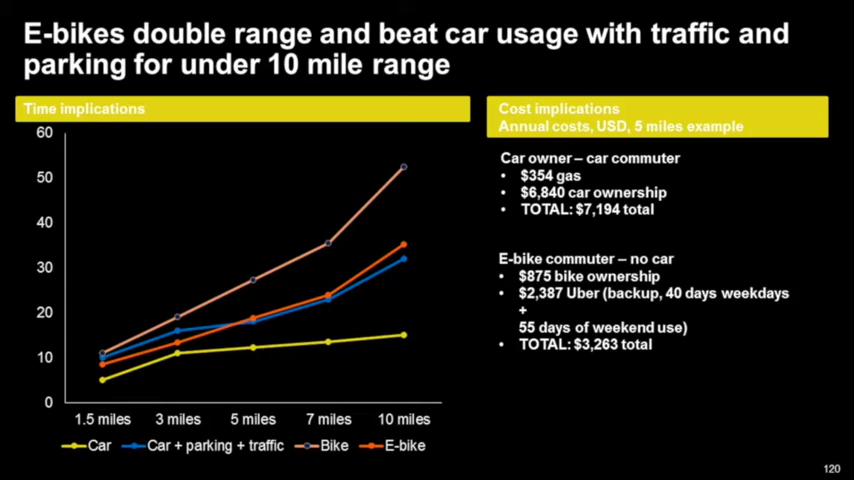 E-bikes double range and beat car usage with traffic and
parking for under 10 mile range
Time implications
60
50
40
30
20
10
0
1.5 miles 3 miles 5 miles 7 miles 10 miles
Car Car + parking + traffic Bike E-bike
Cost implications
Annual costs, USD, 5 miles example
Car owner – car commuter
• $354 gas
• $6,840 car ownership
• TOTAL: $7,194 total
E-bike commuter – no car
• $875 bike ownership
• $2,387 Uber (backup, 40 days weekdays
+
55 days of weekend use)
• TOTAL: $3,263 total
120